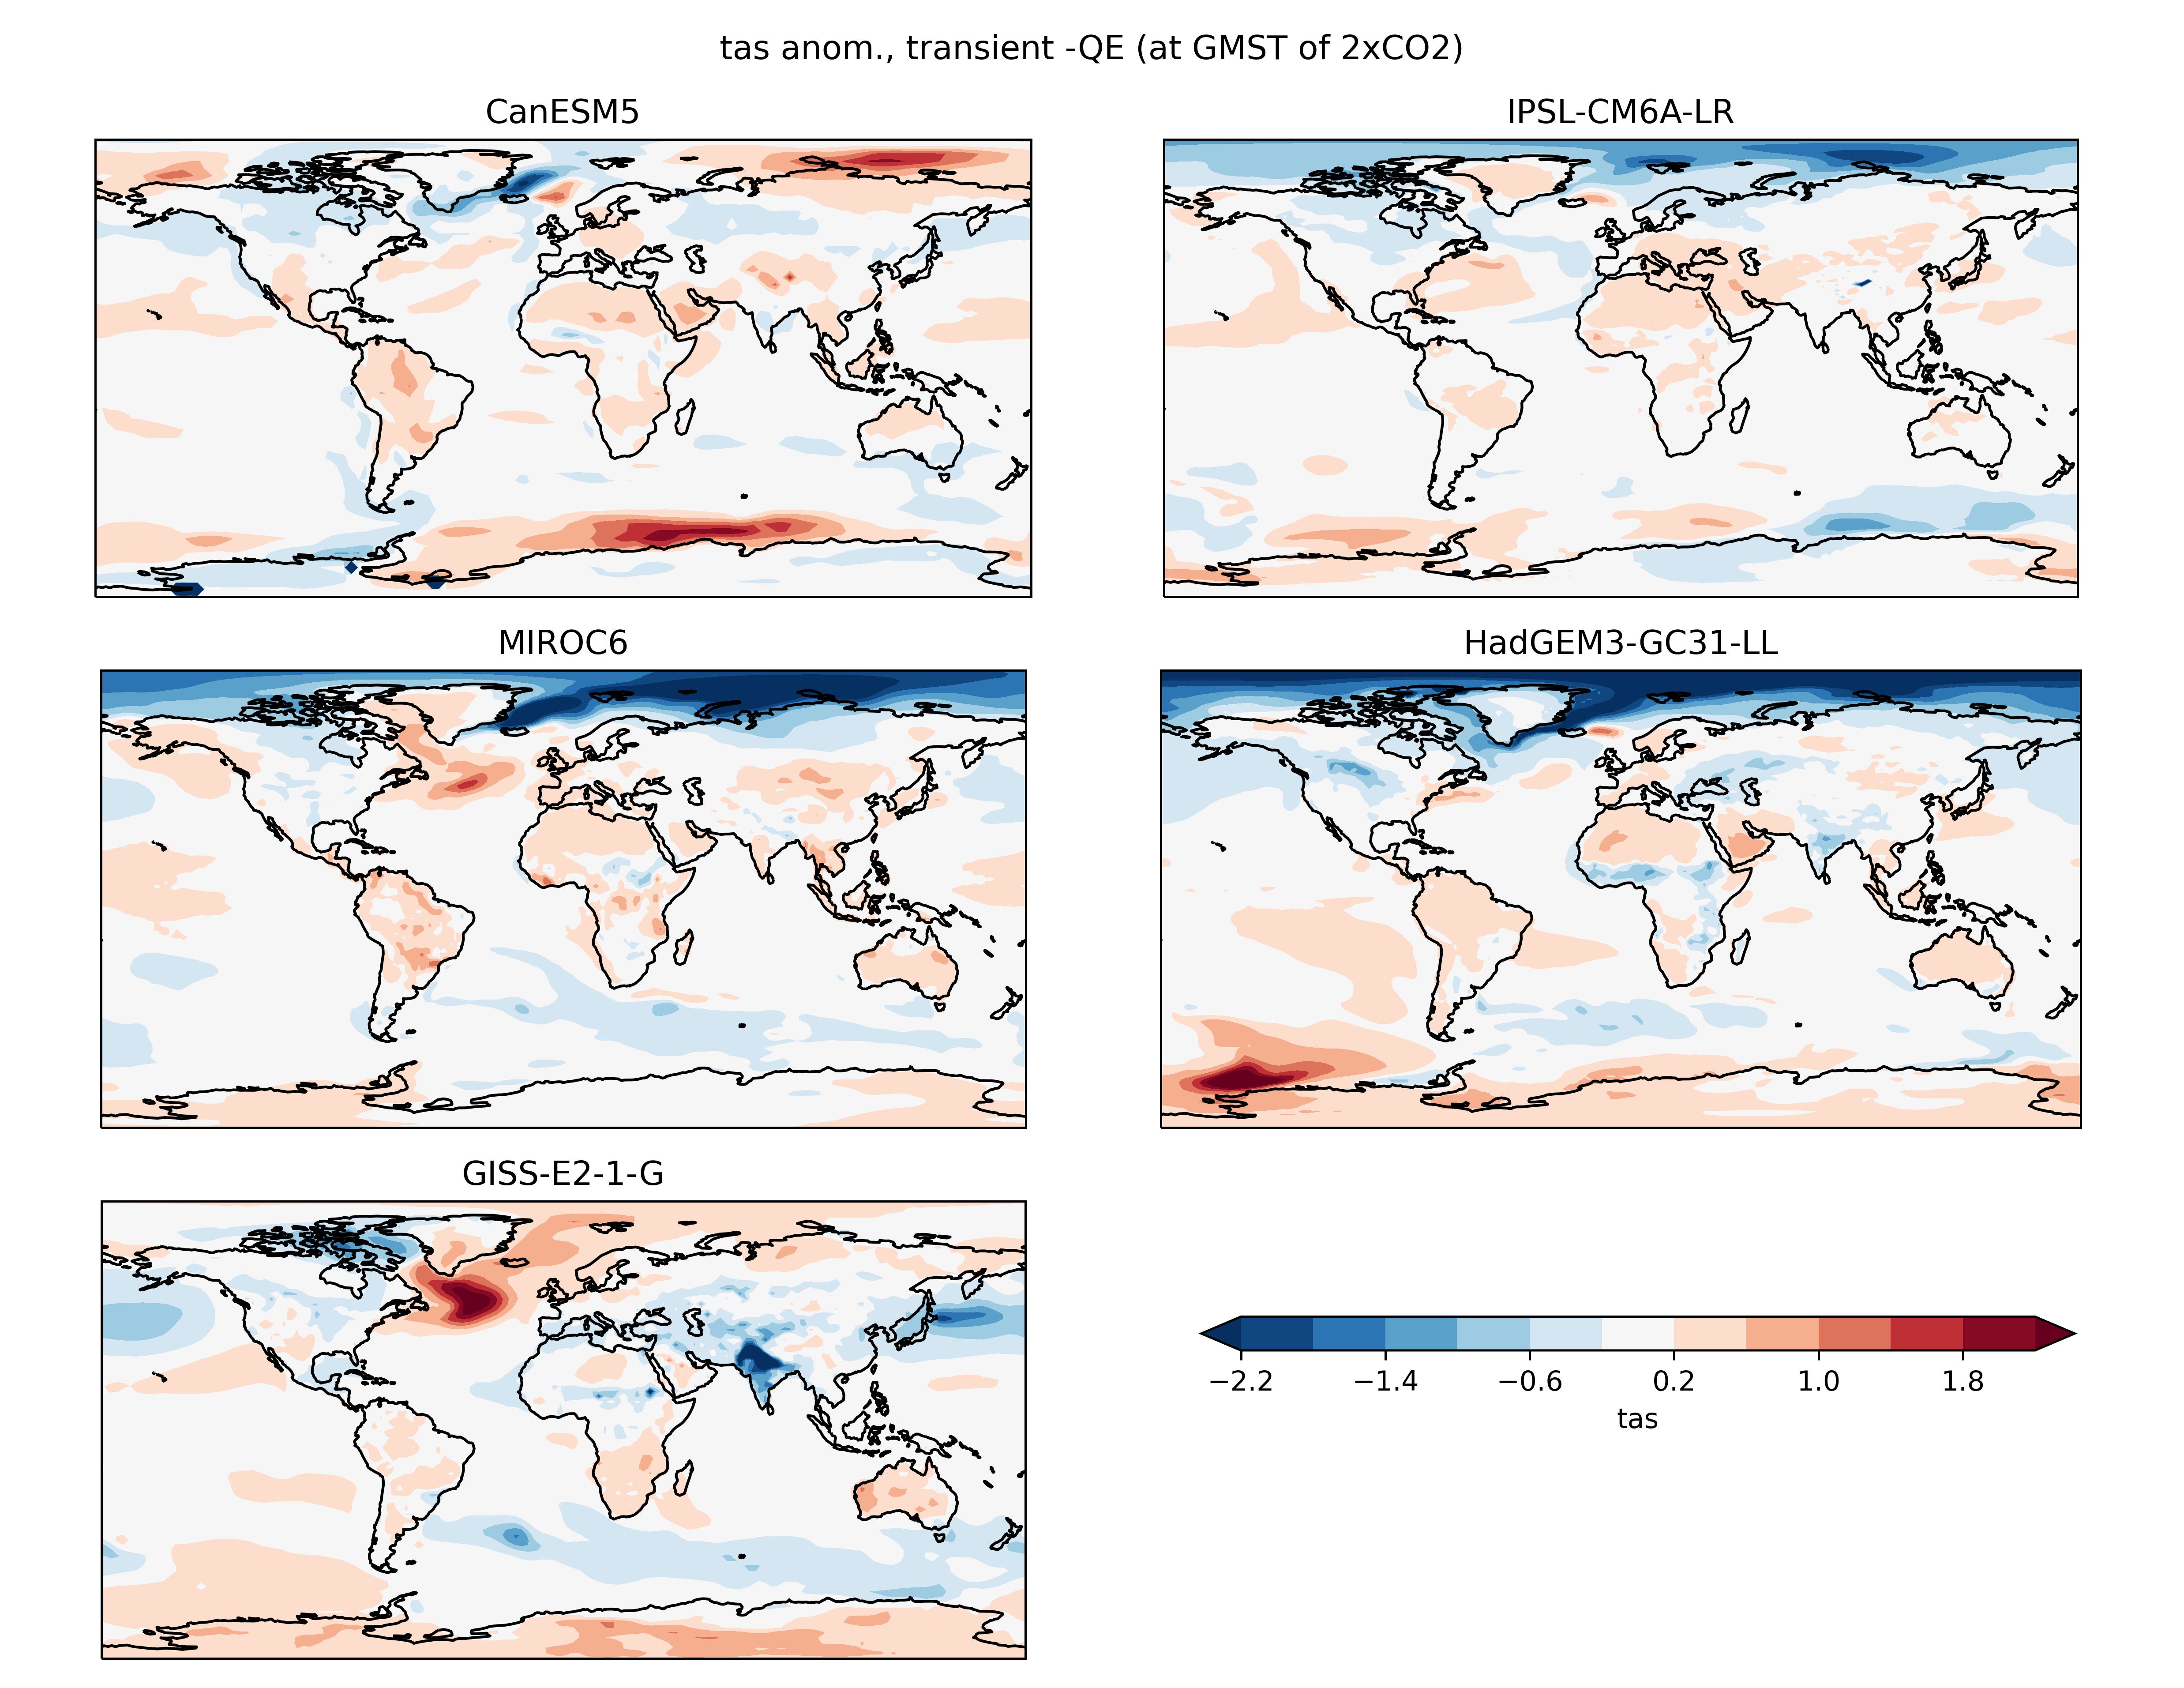 tas anom., transient -QE (at GMST of 2xCO2)
CanESM5
IPSL-CM6A-LR
MIROC6
HadGEM3-GC31-LL
GISS-E2-1-G
−2.2 −1.4 −0.6 0.2 1.0 1.8
tas